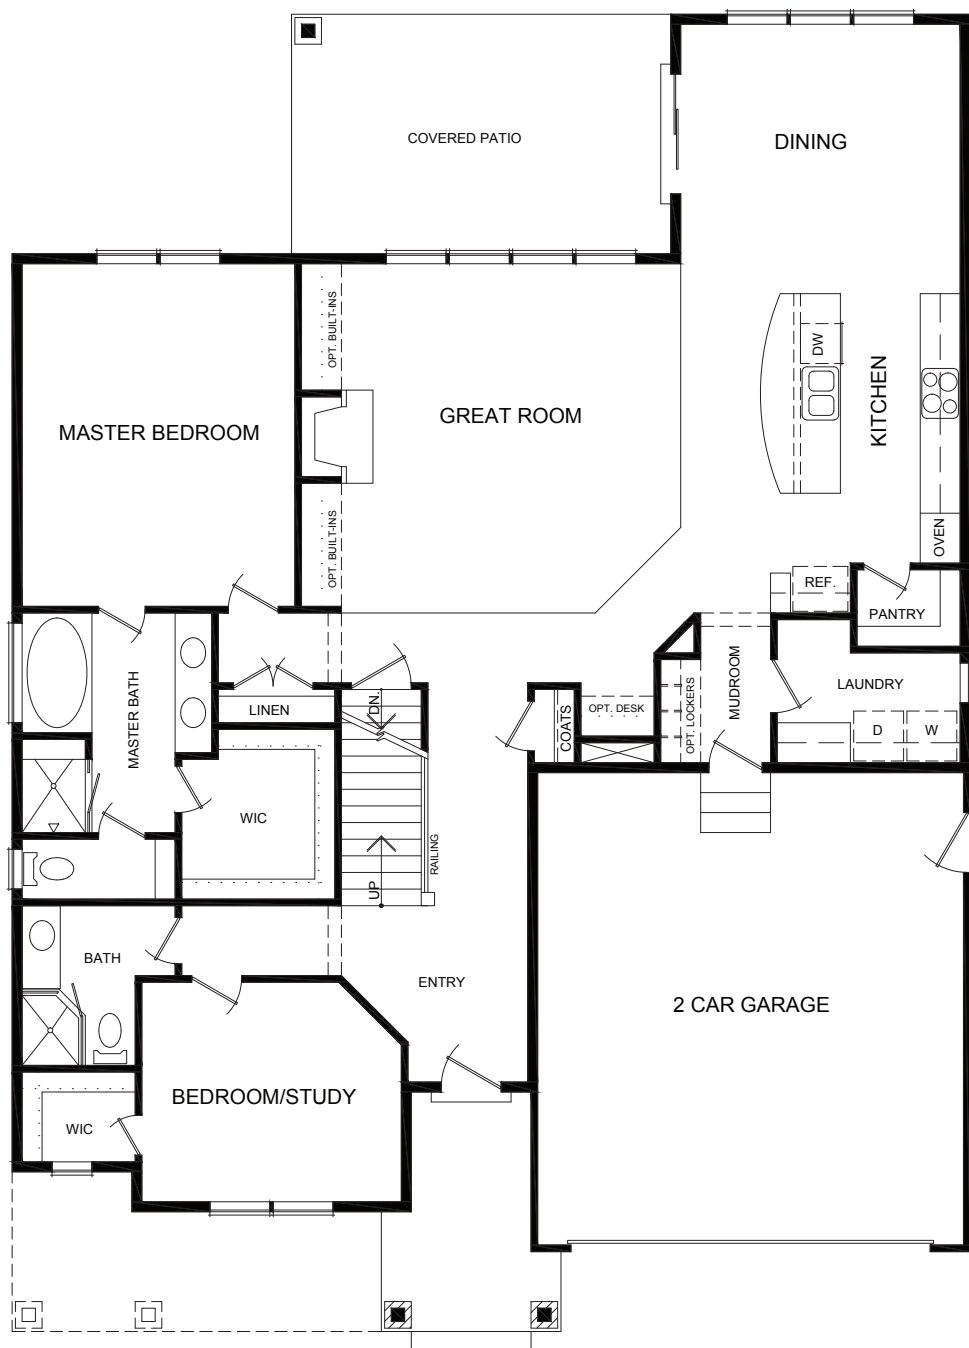 COVERED PATIO
DINING
OPT. BUILT-INS
DW
KITCHEN
GREAT ROOM
MASTER BEDROOM
OPT. BUILT-INS
OVEN
REF.
PANTRY
MASTER BATH
LINEN
DN.
COATS
OPT. DESK
OPT. LOCKERS
MUDROOM
LAUNDRY
D
W
WIC
RAILING
UP
BATH
ENTRY
2 CAR GARAGE
BEDROOM/STUDY
WIC